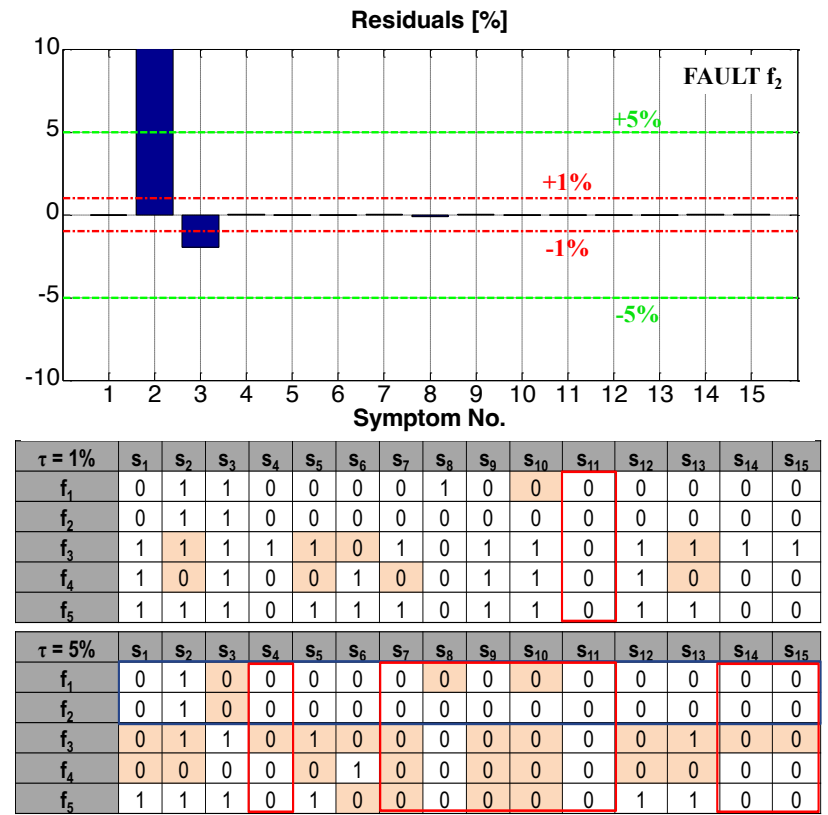 Residuals [%]
10
FAULT f2
5
+5%
+1%
0
-1%
-5
-5%
-10
1 2 3 4 5 6 7 8 9 10 11 12 13 14 15
Symptom No.
τ = 1% s1 s2 s3 s4 s5 s6 s7 s8 s9 s10 s11 s12 s13 s14 s15
f1 0 1 1 0 0 0 0 1 0 0 0 0 0 0 0
f2 0 1 1 0 0 0 0 0 0 0 0 0 0 0 0
f3 1 1 1 1 1 0 1 0 1 1 0 1 1 1 1
f4 1 0 1 0 0 1 0 0 1 1 0 1 0 0 0
f5 1 1 1 0 1 1 1 0 1 1 0 1 1 0 0
τ = 5% s1 s2 s3 s4 s5 s6 s7 s8 s9 s10 s11 s12 s13 s14 s15
f1 0 1 0 0 0 0 0 0 0 0 0 0 0 0 0
f2 0 1 0 0 0 0 0 0 0 0 0 0 0 0 0
f3 0 1 1 0 1 0 0 0 0 0 0 0 1 0 0
f4 0 0 0 0 0 1 0 0 0 0 0 0 0 0 0
f5 1 1 1 0 1 0 0 0 0 0 0 1 1 0 0